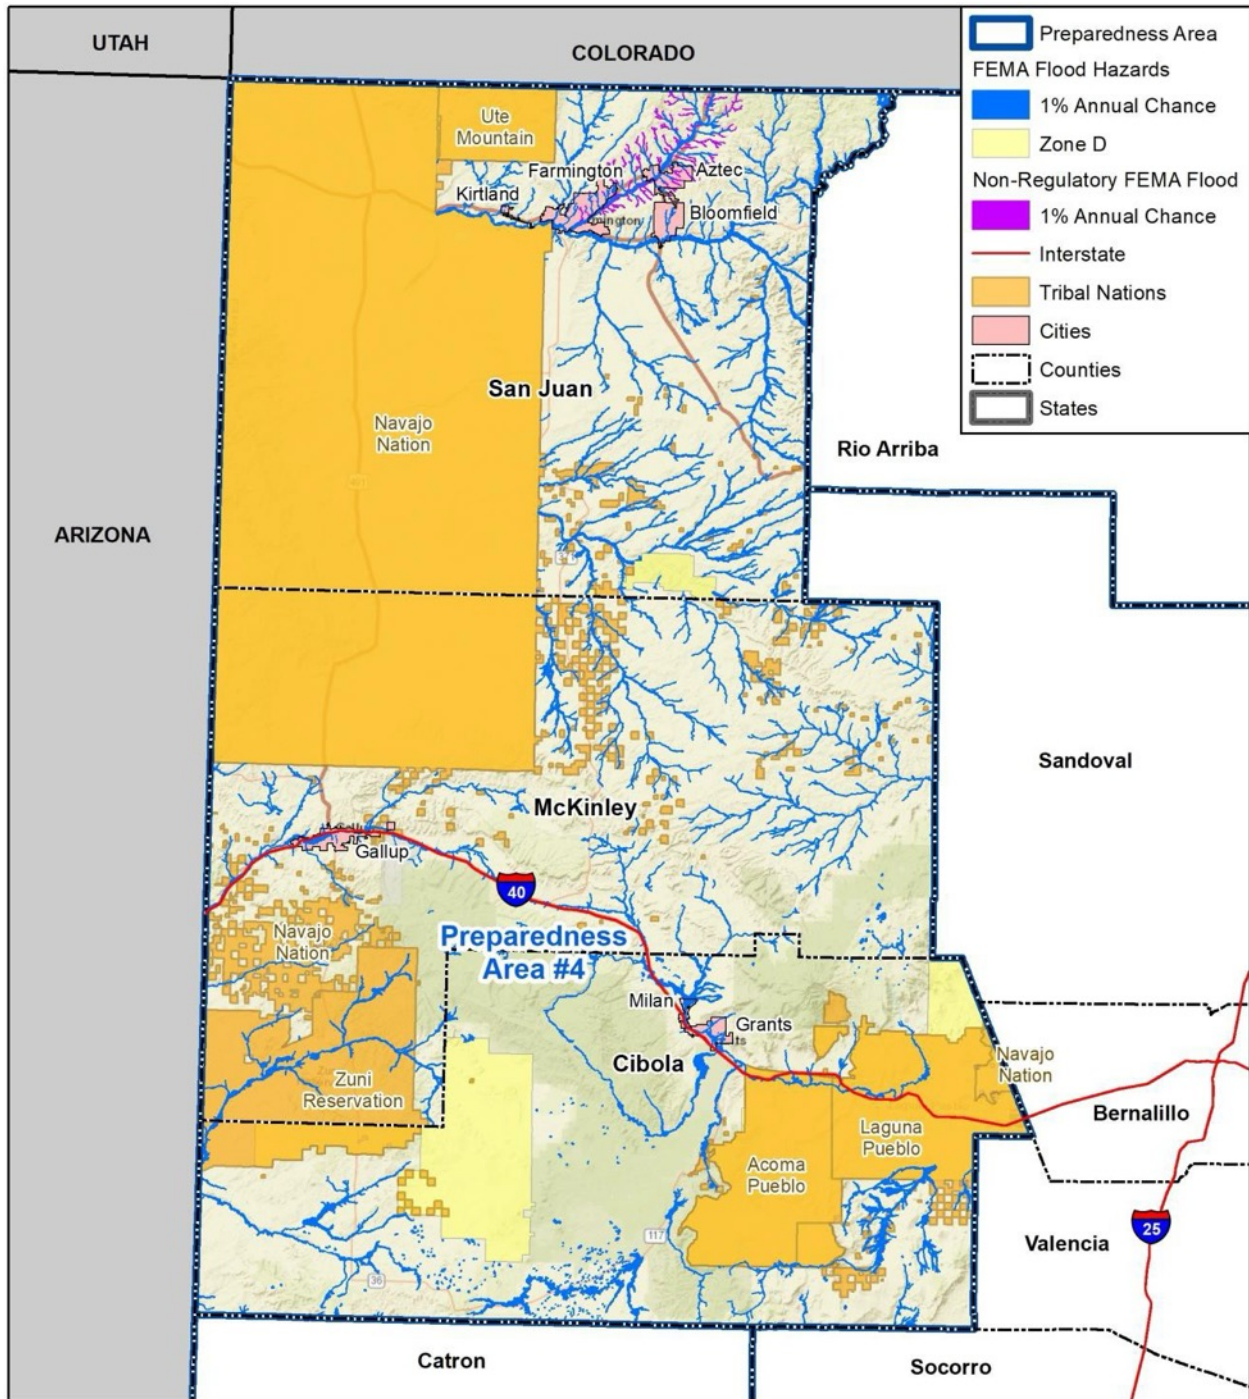 UTAH
COLORADO
Preparedness Area
FEMA Flood Hazards
1% Annual Chance
Zone D
Non-Regulatory FEMA Flood
1% Annual Chance
Interstate
Tribal Nations
Cities
Counties
States
Ute
Mountain
Farmington
Aztec
Kirtland
Bloomfield
San Juan
Navajo
Nation
Rio Arriba
491
ARIZONA
Sandoval
McKinley
Gallup
40
Navajo
Nation
Preparedness
Area #4
Milan
Grants
Cibola
Navajo
Nation
Zuni
Reservation
Bernalillo
Laguna
Pueblo
Acoma
Pueblo
117
25
Valencia
36
Catron
Socorro